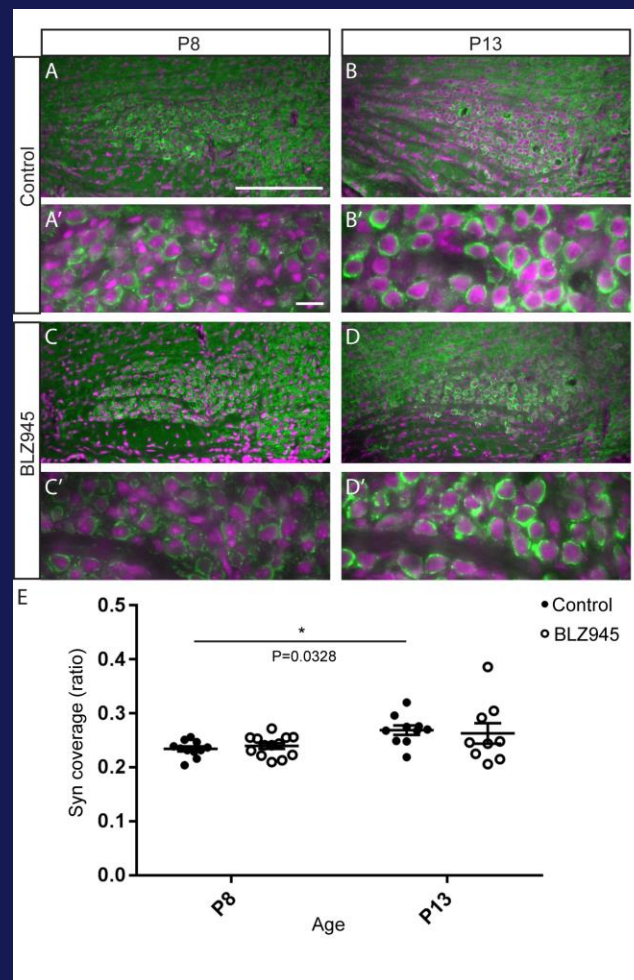 P8 P13
Control
A B
A' B'
BLZ945
C D
C' D'
E
Syn coverage (ratio)
0.5
0.4
0.3
0.2
0.1
0.0
*
P=0.0328
Control
BLZ945
P8 P13
Age